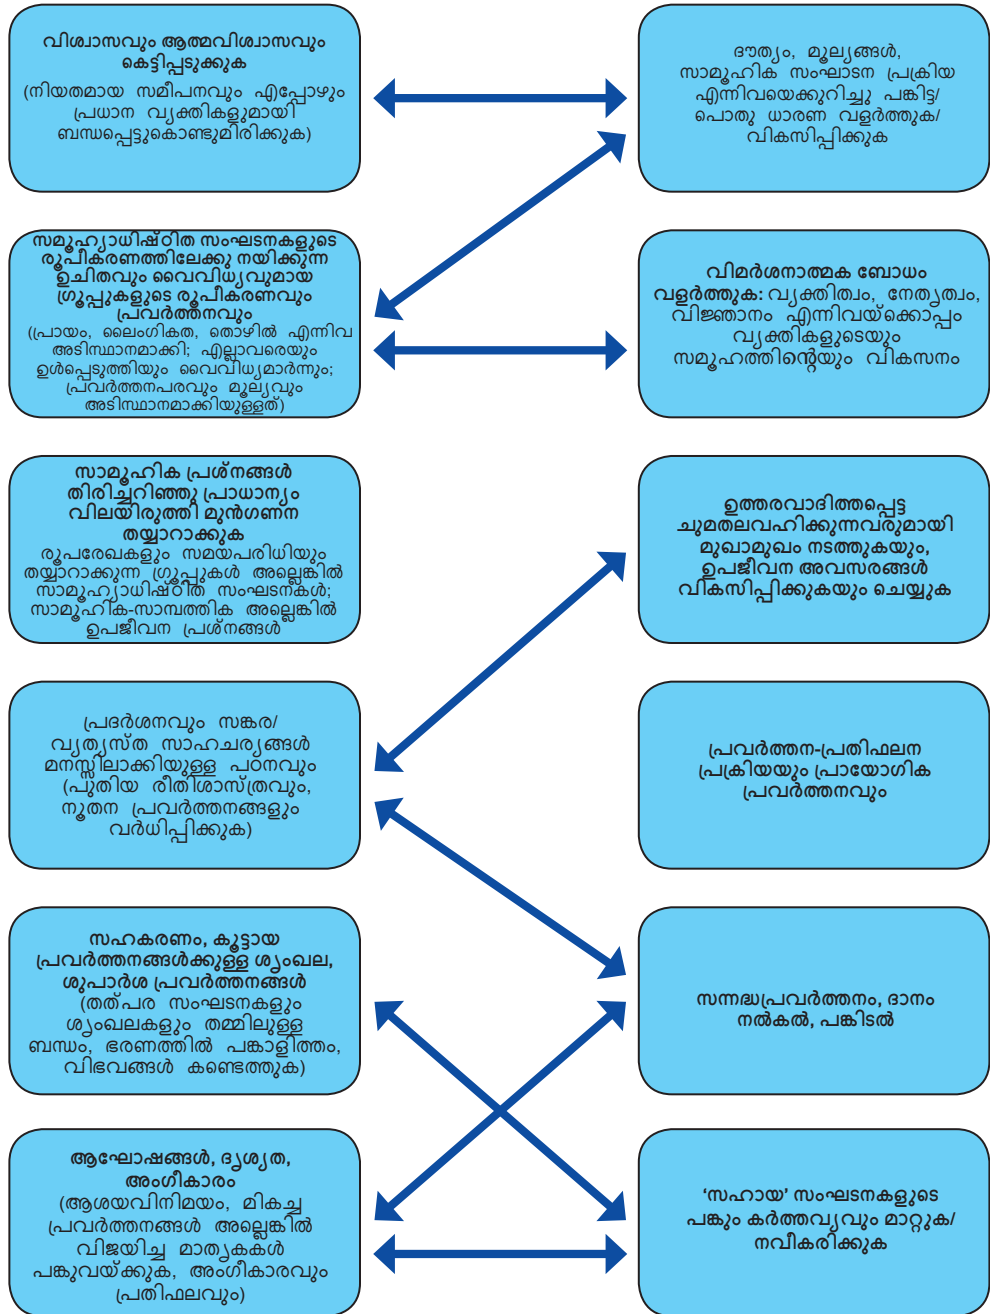 വിശ്വാസവും ആത്മവിശ്വാസവും
കെട്ടിപ്പടുക്കുക
(നിയതമായ സമീപനവും എപ്പോഴും
പ്രധാന വ്യക്തികളുമായി
ബന്ധപ്പെട്ടുകൊണ്ടുമിരിക്കുക)
ദൗത്യം, മൂല്യങ്ങൾ,
സാമൂഹിക സംഘാടന പ്രക്രിയ
എന്നിവയെക്കുറിച്ചു പങ്കിട്ട/
പൊതു ധാരണ വളർത്തുക/
വികസിപ്പിക്കുക
സമൂഹ്യാധിഷ്ഠിത സംഘടനകളുടെ
രൂപീകരണത്തിലേക്കു നയിക്കുന്ന
ഉചിതവും വൈവിധ്യവുമായ
ഗ്രൂപ്പുകളുടെ രൂപീകരണവും
പ്രവർത്തനവും
(പ്രായം, ലൈംഗികത, തൊഴിൽ എന്നിവ
അടിസ്ഥാനമാക്കി; എല്ലാവരെയും
ഉൾപ്പെടുത്തിയും വൈവിധ്യമാർന്നും;
പ്രവർത്തനപരവും മൂല്യവും
അടിസ്ഥാനമാക്കിയുള്ളത്)
വിമർശനാത്മക ബോധം
വളർത്തുക: വ്യക്തിത്വം, നേതൃത്വം,
വിജ്ഞാനം എന്നിവയ്ക്കൊപ്പം
വ്യക്തികളുടെയും
സമൂഹത്തിന്റെയും വികസനം
സാമൂഹിക പ്രശ്നങ്ങൾ
തിരിച്ചറിഞ്ഞു പ്രാധാന്യം
വിലയിരുത്തി മുൻഗണന
തയ്യാറാക്കുക
രൂപരേഖകളും സമയപരിധിയും
തയ്യാറാക്കുന്ന ഗ്രൂപ്പുകൾ അല്ലെങ്കിൽ
സാമൂഹ്യാധിഷ്ഠിത സംഘടനകൾ;
സാമൂഹിക-സാമ്പത്തിക അല്ലെങ്കിൽ
ഉപജീവന പ്രശ്നങ്ങൾ
ഉത്തരവാദിത്തപ്പെട്ട
ചുമതലവഹിക്കുന്നവരുമായി
മുഖാമുഖം നടത്തുകയും,
ഉപജീവന അവസരങ്ങൾ
വികസിപ്പിക്കുകയും ചെയ്യുക
പ്രദർശനവും സങ്കര/
വ്യത്യസ്ത സാഹചര്യങ്ങൾ
മനസ്സിലാക്കിയുള്ള പഠനവും
(പുതിയ രീതിശാസ്ത്രവും,
നൂതന പ്രവർത്തനങ്ങളും
വർധിപ്പിക്കുക)
പ്രവർത്തന-പ്രതിഫലന
പ്രക്രിയയും പ്രായോഗിക
പ്രവർത്തനവും
സഹകരണം, കൂട്ടായ
പ്രവർത്തനങ്ങൾക്കുള്ള ശൃംഖല,
ശുപാർശ പ്രവർത്തനങ്ങൾ
(തത്പര സംഘടനകളും
ശൃംഖലകളും തമ്മിലുള്ള
ബന്ധം, ഭരണത്തിൽ പങ്കാളിത്തം,
വിഭവങ്ങൾ കണ്ടെത്തുക)
സന്നദ്ധപ്രവർത്തനം, ദാനം
നൽകൽ, പങ്കിടൽ
ആഘോഷങ്ങൾ, ദൃശ്യത,
അംഗീകാരം
(ആശയവിനിമയം, മികച്ച
പ്രവർത്തനങ്ങൾ അല്ലെങ്കിൽ
വിജയിച്ച മാതൃകകൾ
പങ്കുവയ്ക്കുക, അംഗീകാരവും
പ്രതിഫലവും)
‘സഹായ’ സംഘടനകളുടെ
പങ്കും കർത്തവ്യവും മാറ്റുക/
നവീകരിക്കുക